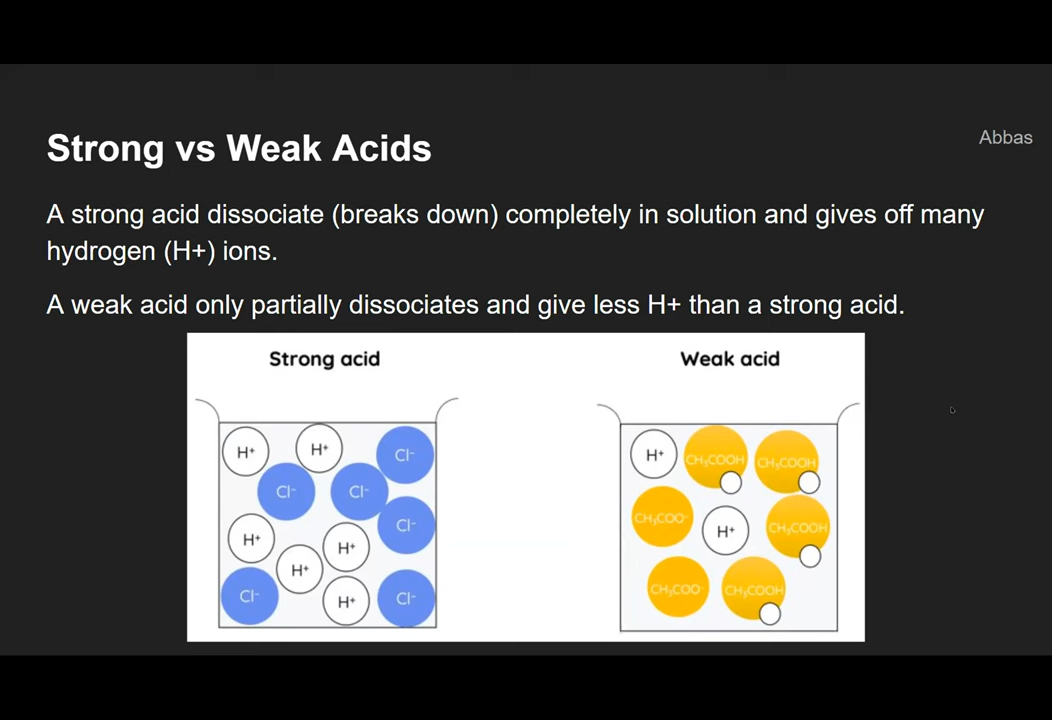 Strong vs Weak Acids
Abbas
A strong acid dissociate (breaks down) completely in solution and gives off many
hydrogen (H+) ions.
A weak acid only partially dissociates and give less H+ than a strong acid.
Strong acid
H⁺
H⁺
Cl⁻
Cl⁻
Cl⁻
Cl⁻
H⁺
H⁺
H⁺
Cl⁻
H⁺
Cl⁻
Weak acid
H⁺
CH₃COOH
CH₃COOH
CH₃COO⁻
H⁺
CH₃COOH
CH₃COO⁻
CH₃COOH